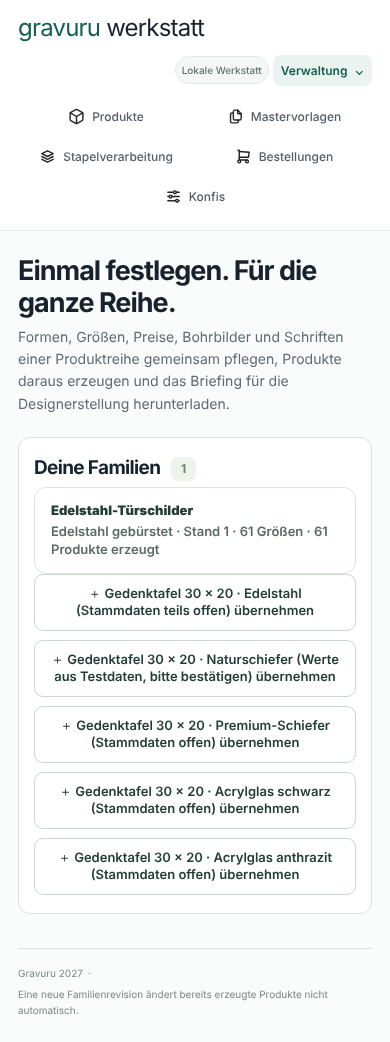 gravuru werkstatt
Lokale Werkstatt
Verwaltung
Produkte
Mastervorlagen
Stapelverarbeitung
Bestellungen
Konfis
Einmal festlegen. Für die
ganze Reihe.
Formen, Größen, Preise, Bohrbilder und Schriften
einer Produktreihe gemeinsam pflegen, Produkte
daraus erzeugen und das Briefing für die
Designerstellung herunterladen.
Deine Familien 1
Edelstahl-Türschilder
Edelstahl gebürstet · Stand 1 · 61 Größen · 61
Produkte erzeugt
+ Gedenktafel 30 × 20 · Edelstahl
(Stammdaten teils offen) übernehmen
+ Gedenktafel 30 × 20 · Naturschiefer (Werte
aus Testdaten, bitte bestätigen) übernehmen
+ Gedenktafel 30 × 20 · Premium-Schiefer
(Stammdaten offen) übernehmen
+ Gedenktafel 30 × 20 · Acrylglas schwarz
(Stammdaten offen) übernehmen
+ Gedenktafel 30 × 20 · Acrylglas anthrazit
(Stammdaten offen) übernehmen
Gravuru 2027 ·
Eine neue Familienrevision ändert bereits erzeugte Produkte nicht
automatisch.